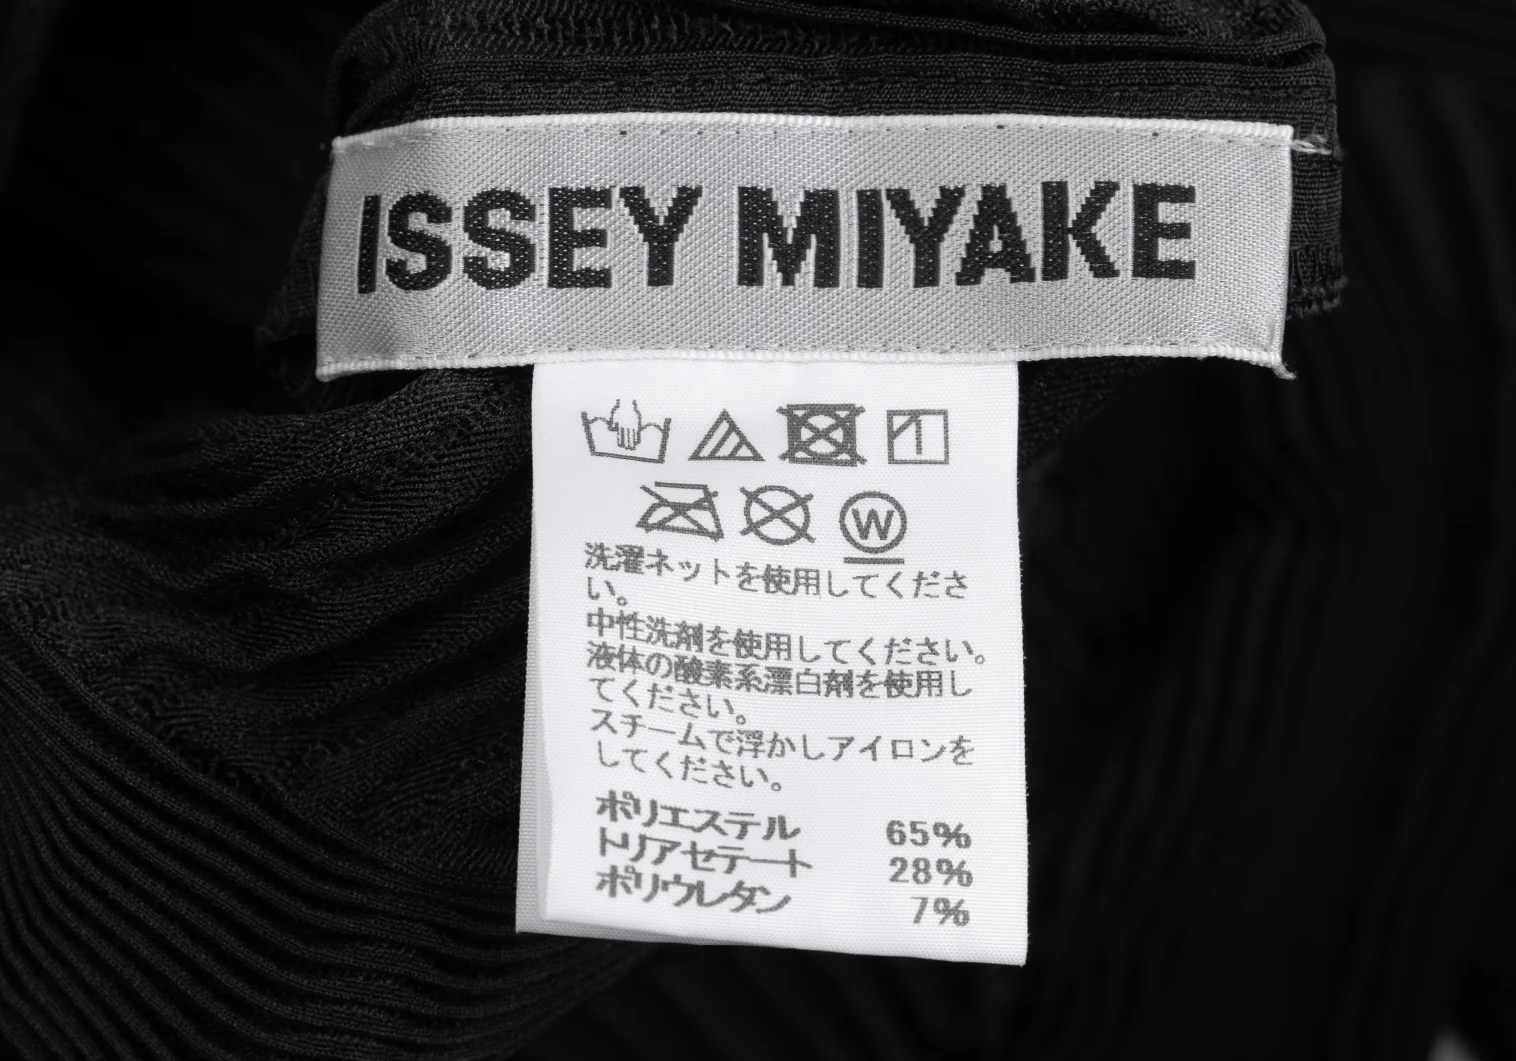 ISSEY MIYAKE
W
洗濯ネットを使用してくださ
い。
中性洗剤を使用してください。
液体の酸素系漂白剤を使用し
てください。
スチームで浮かしアイロンを
してください。
ポリエステル 65%
トリアセテート 28%
ポリウレタン 7%